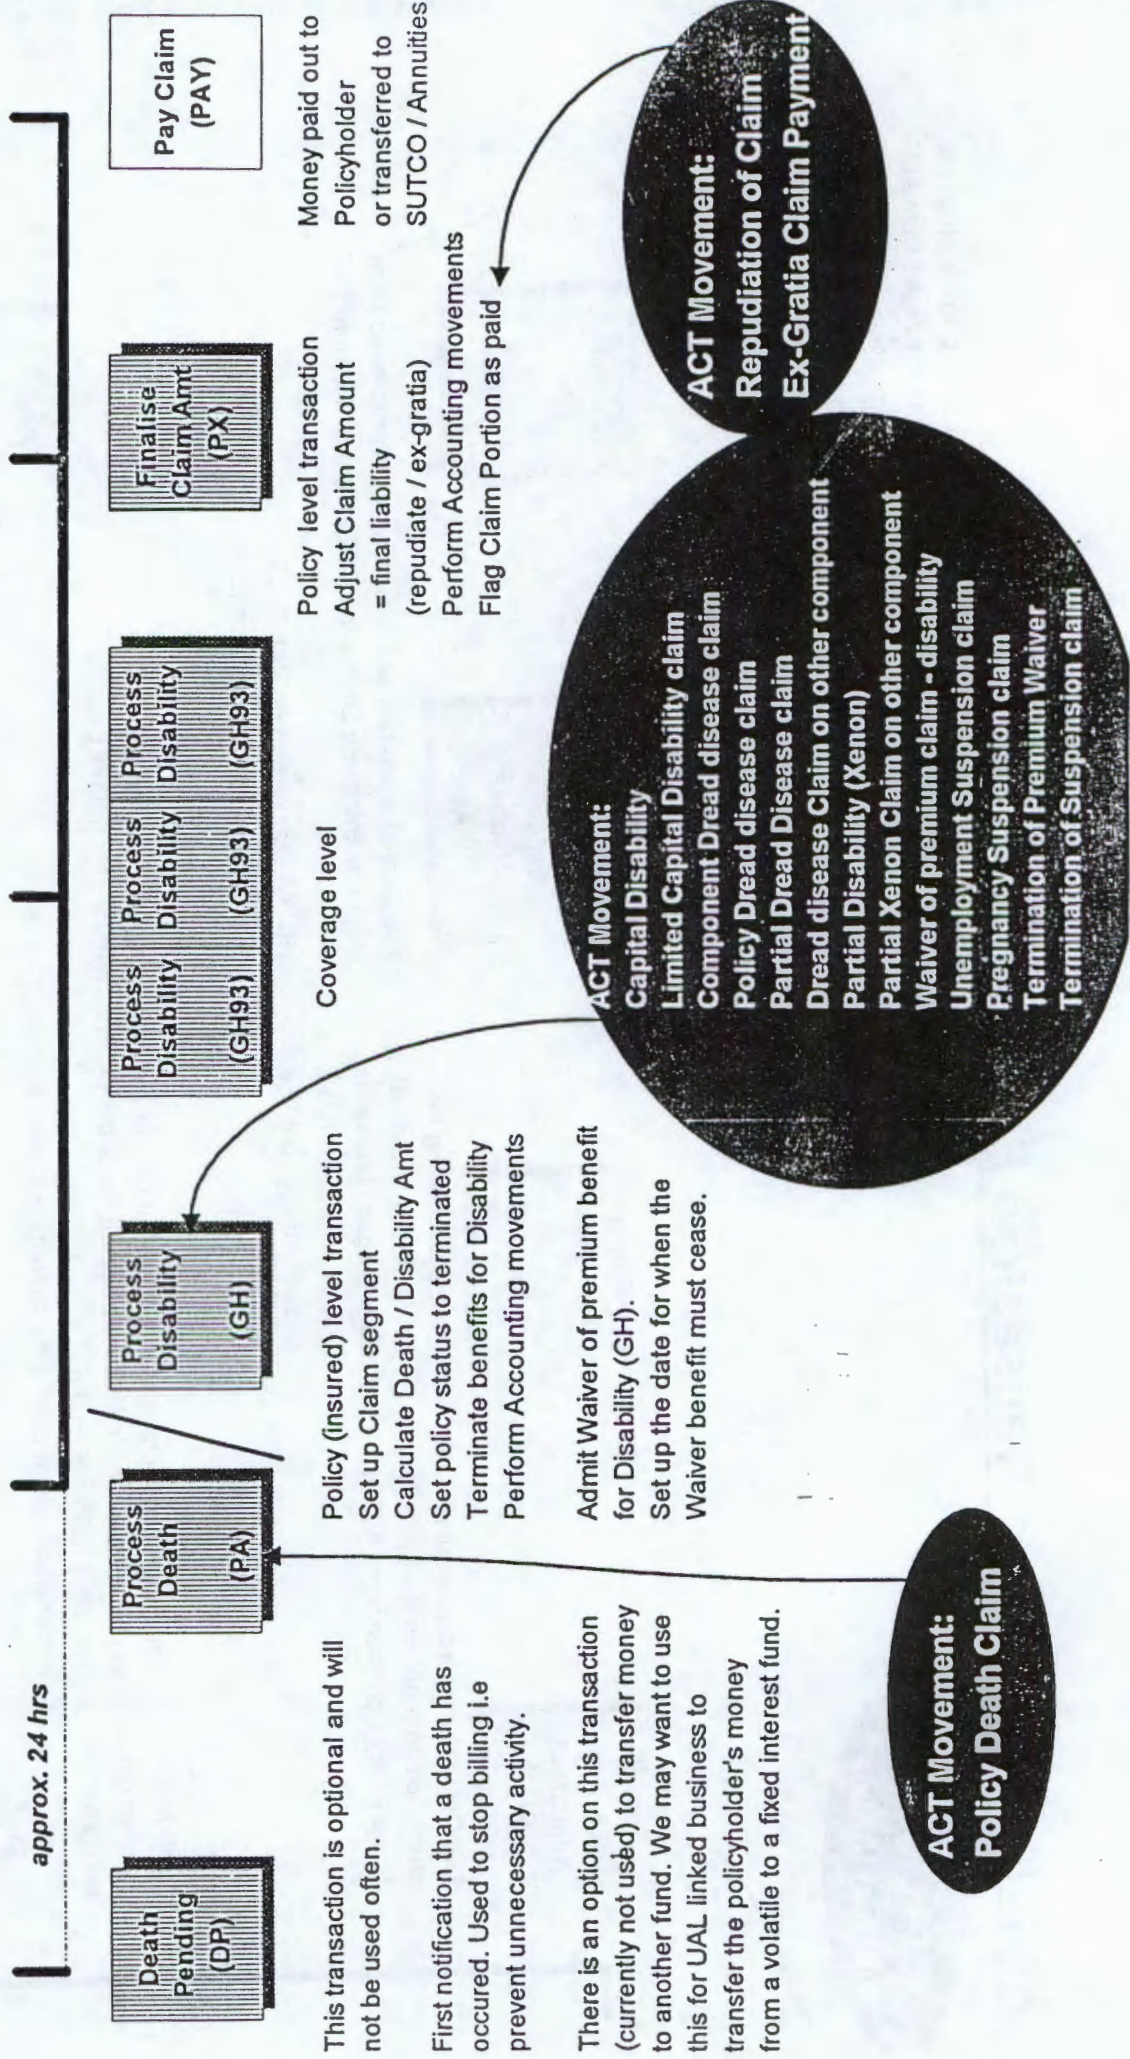 approx. 24 hrs
Death
Pending
(DP)
This transaction is optional and will
not be used often.
First notification that a death has
occured. Used to stop billing i.e
prevent unnecessary activity.
There is an option on this transaction
(currently not used) to transfer money
to another fund. We may want to use
this for UAL linked business to
transfer the policyholder's money
from a volatile to a fixed interest fund.
Process
Death
(PA)
ACT Movement:
Policy Death Claim
Process
Disability
(GH)
Policy (insured) level transaction
Set up Claim segment
Calculate Death / Disability Amt
Set policy status to terminated
Terminate benefits for Disability
Perform Accounting movements
Admit Waiver of premium benefit
for Disability (GH).
Set up the date for when the
Waiver benefit must cease.
Process
Disability
(GH93)
Process
Disability
(GH93)
Process
Disability
(GH93)
Coverage level
ACT Movement:
Capital Disability
Limited Capital Disability claim
Component Dread disease claim
Policy Dread disease claim
Partial Dread Disease claim
Dread disease Claim on other component
Partial Disability (Xenon)
Partial Xenon Claim on other component
Waiver of premium claim - disability
Unemployment Suspension claim
Pregnancy Suspension claim
Termination of Premium Waiver
Termination of Suspension claim
Finalise
Claim Amt
(PX)
Policy level transaction
Adjust Claim Amount
= final liability
(repudiate / ex-gratia)
Perform Accounting movements
Flag Claim Portion as paid
Pay Claim
(PAY)
Money paid out to
Policyholder
or transferred to
SUTCO / Annuities
ACT Movement:
Repudiation of Claim
Ex-Gratia Claim Payment